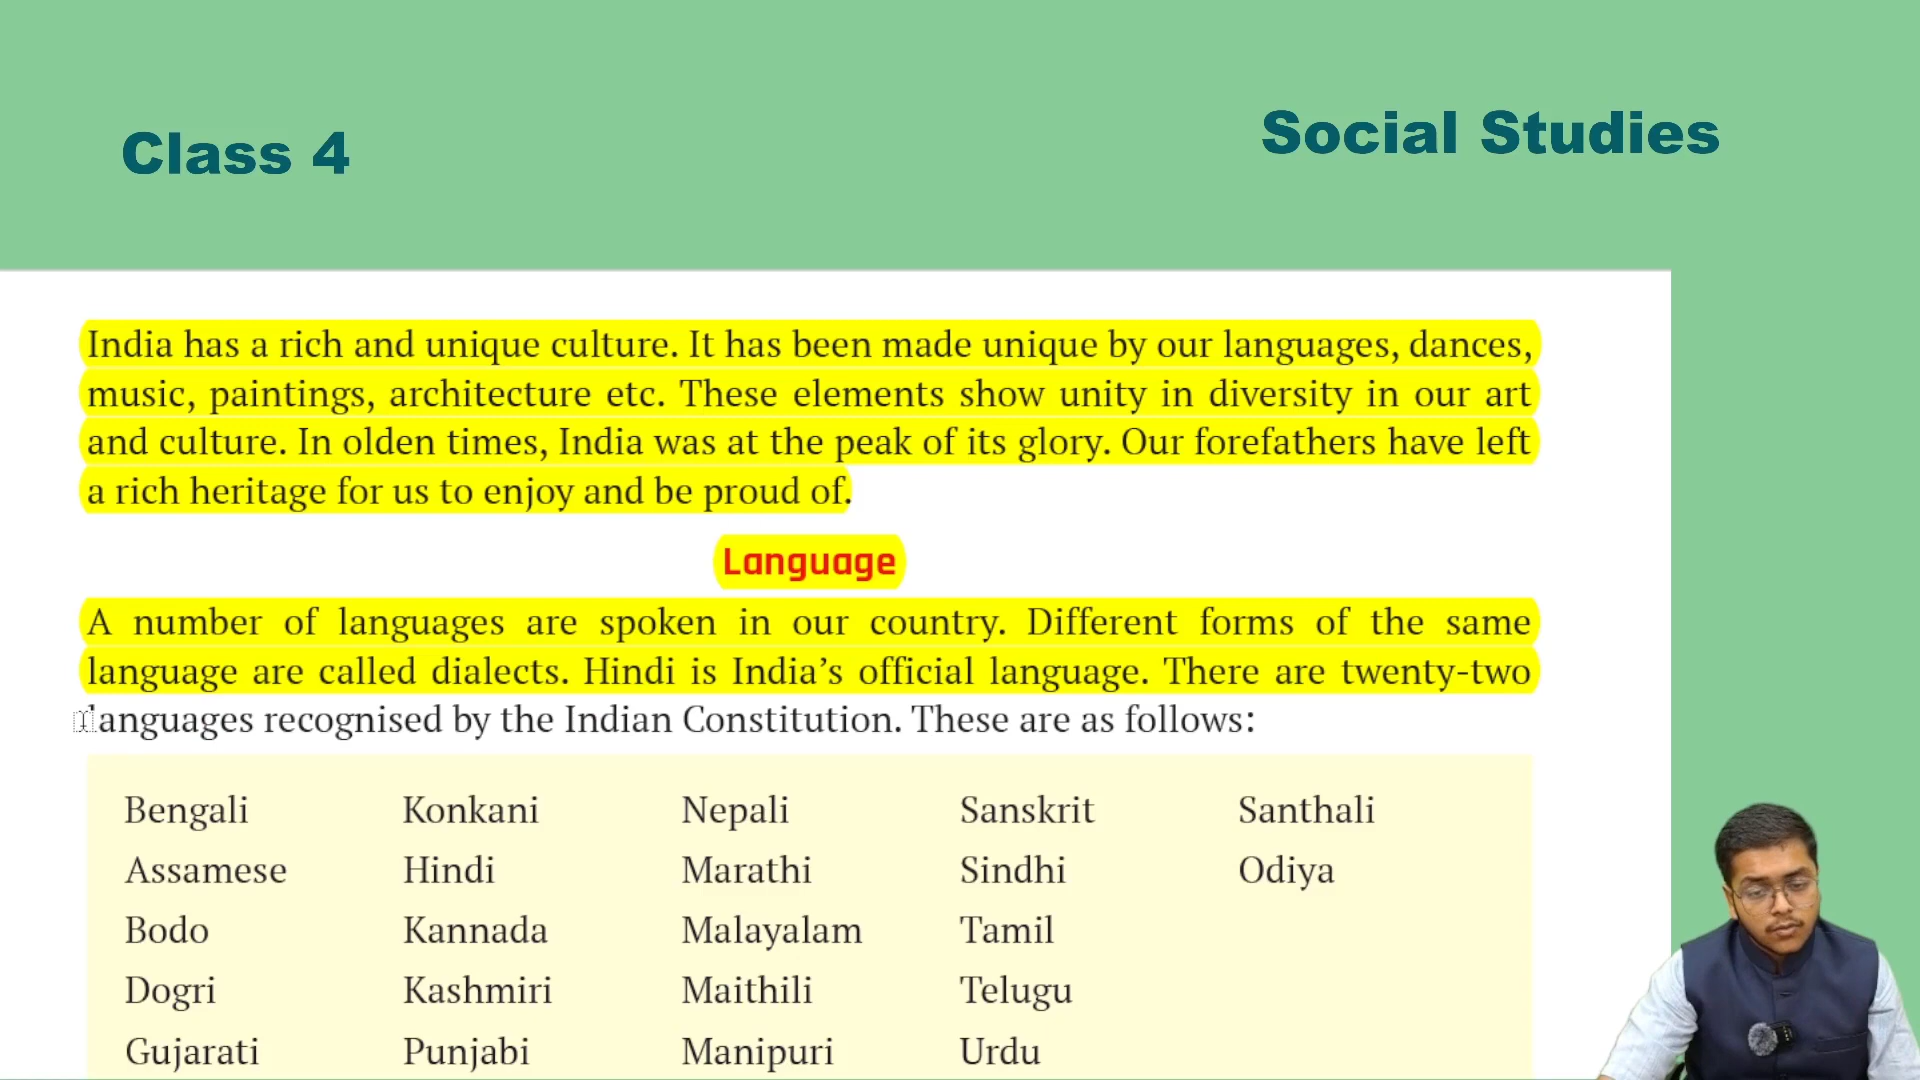 Class 4
Social Studies
India has a rich and unique culture. It has been made unique by our languages, dances,
music, paintings, architecture etc. These elements show unity in diversity in our art
and culture. In olden times, India was at the peak of its glory. Our forefathers have left
a rich heritage for us to enjoy and be proud of.
Language
A number of languages are spoken in our country. Different forms of the same
language are called dialects. Hindi is India’s official language. There are twenty-two
languages recognised by the Indian Constitution. These are as follows:
Bengali Konkani Nepali Sanskrit Santhali
Assamese Hindi Marathi Sindhi Odiya
Bodo Kannada Malayalam Tamil
Dogri Kashmiri Maithili Telugu
Gujarati Punjabi Manipuri Urdu